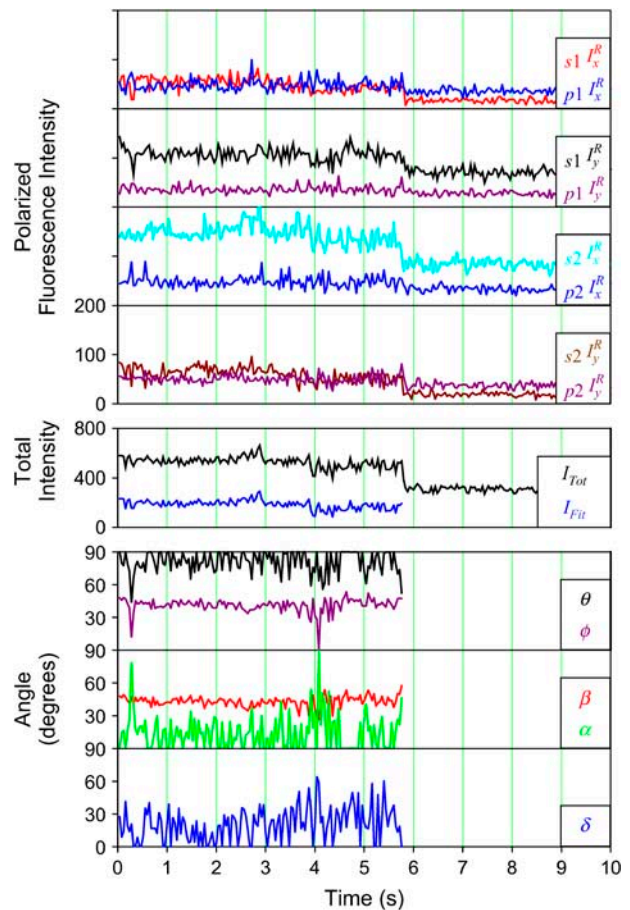 Polarized
Fluorescence Intensity
s1 I_x^R
p1 I_x^R
s1 I_y^R
p1 I_y^R
s2 I_x^R
p2 I_x^R
200
100
0
s2 I_y^R
p2 I_y^R
Total
Intensity
800
400
0
I_Tot
I_Fit
Angle
(degrees)
90
60
30
θ
ϕ
90
60
30
β
α
90
60
30
0
δ
0 1 2 3 4 5 6 7 8 9 10
Time (s)